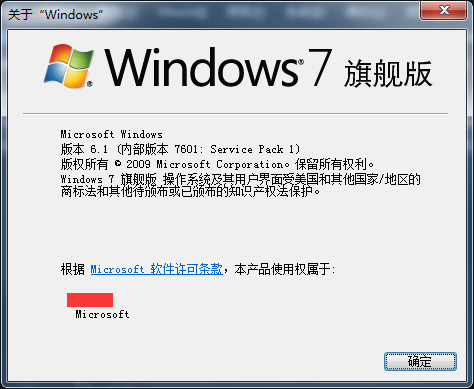 关于“Windows”
Windows® 7 旗舰版
Microsoft Windows
版本 6.1 (内部版本 7601: Service Pack 1)
版权所有 © 2009 Microsoft Corporation。保留所有权利。
Windows 7 旗舰版 操作系统及其用户界面受美国和其他国家/地区的
商标法和其他待颁布或已颁布的知识产权法保护。
根据 Microsoft 软件许可条款，本产品使用权属于:
Microsoft
确定